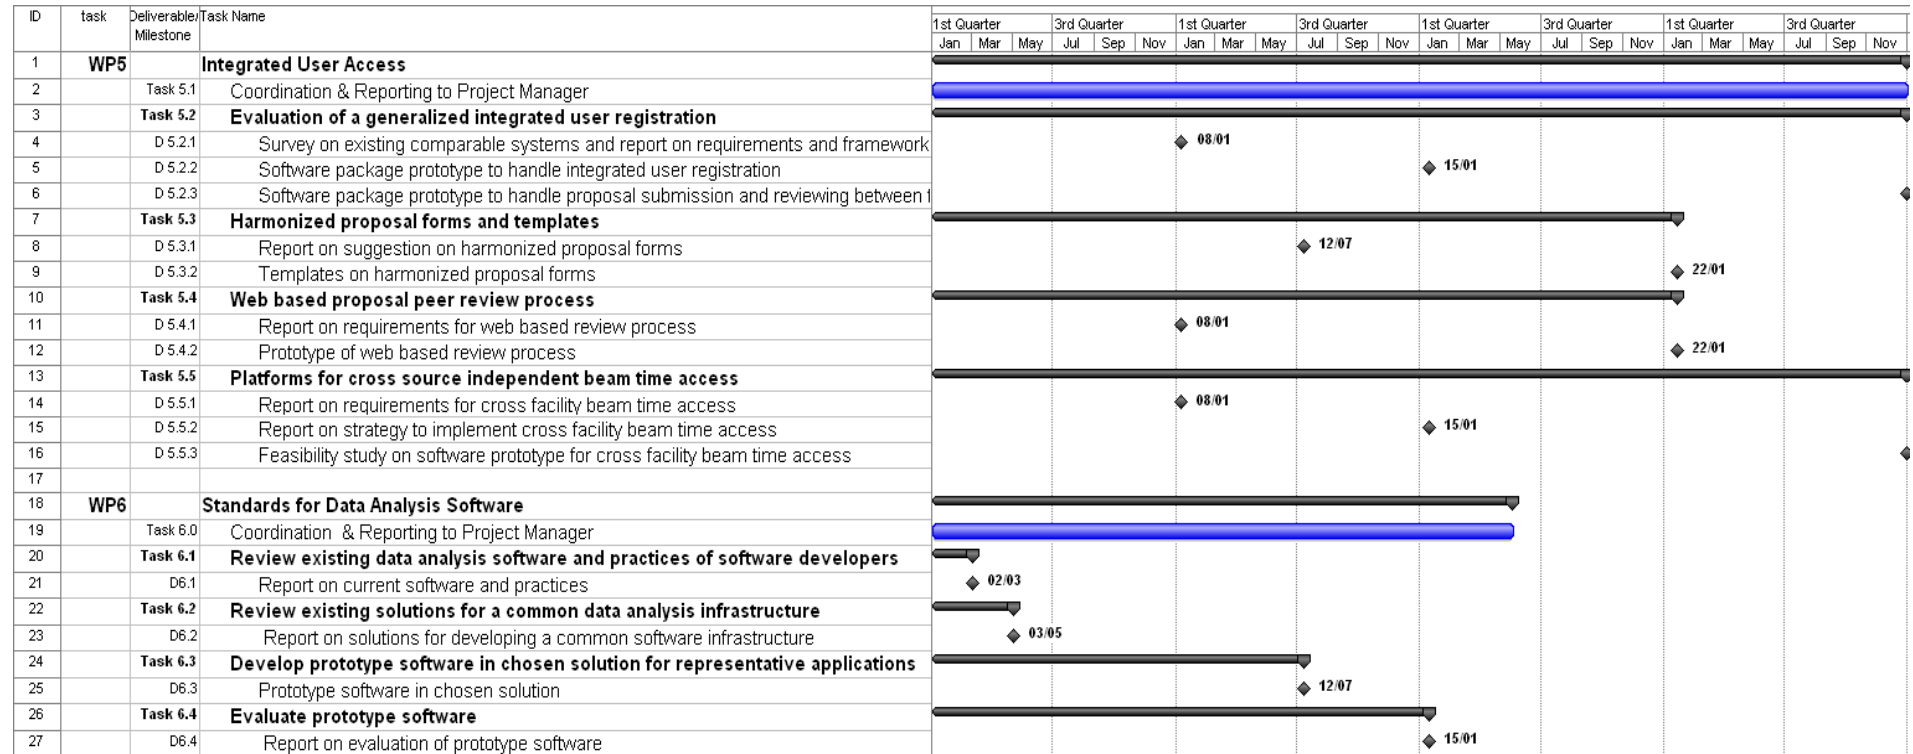 ID task Deliverable/ Task Name
Milestone
1st Quarter 3rd Quarter 1st Quarter 3rd Quarter 1st Quarter 3rd Quarter 1st Quarter 3rd Quarter
Jan Mar May Jul Sep Nov Jan Mar May Jul Sep Nov Jan Mar May Jul Sep Nov Jan Mar May Jul Sep Nov
1 WP5 Integrated User Access
2 Task 5.1 Coordination & Reporting to Project Manager
3 Task 5.2 Evaluation of a generalized integrated user registration
4 D 5.2.1 Survey on existing comparable systems and report on requirements and framework 08/01
5 D 5.2.2 Software package prototype to handle integrated user registration 15/01
6 D 5.2.3 Software package prototype to handle proposal submission and reviewing between
7 Task 5.3 Harmonized proposal forms and templates
8 D 5.3.1 Report on suggestion on harmonized proposal forms 12/07
9 D 5.3.2 Templates on harmonized proposal forms 22/01
10 Task 5.4 Web based proposal peer review process
11 D 5.4.1 Report on requirements for web based review process 08/01
12 D 5.4.2 Prototype of web based review process 22/01
13 Task 5.5 Platforms for cross source independent beam time access
14 D 5.5.1 Report on requirements for cross facility beam time access 08/01
15 D 5.5.2 Report on strategy to implement cross facility beam time access 15/01
16 D 5.5.3 Feasibility study on software prototype for cross facility beam time access
17
18 WP6 Standards for Data Analysis Software
19 Task 6.0 Coordination & Reporting to Project Manager
20 Task 6.1 Review existing data analysis software and practices of software developers
21 D6.1 Report on current software and practices 02/03
22 Task 6.2 Review existing solutions for a common data analysis infrastructure
23 D6.2 Report on solutions for developing a common software infrastructure 03/05
24 Task 6.3 Develop prototype software in chosen solution for representative applications
25 D6.3 Prototype software in chosen solution 12/07
26 Task 6.4 Evaluate prototype software
27 D6.4 Report on evaluation of prototype software 15/01